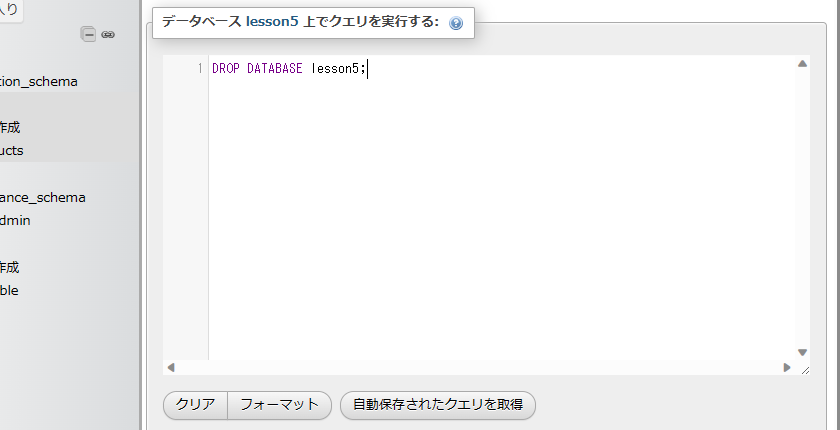 入り
データベース lesson5 上でクエリを実行する:
1 DROP DATABASE lesson5;
tion_schema
作成
ucts
ance_schema
dmin
作成
ble
クリア フォーマット 自動保存されたクエリを取得